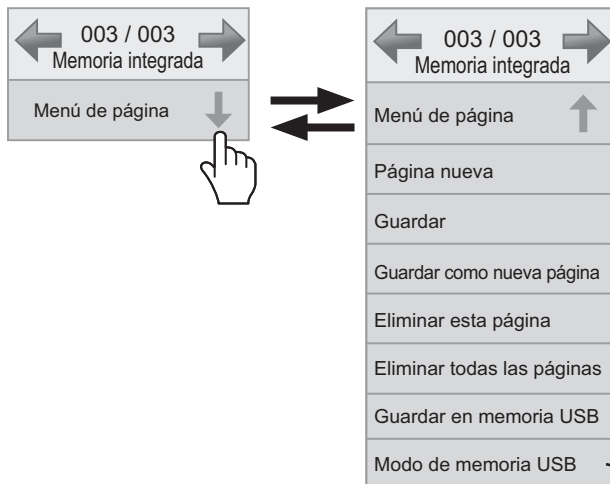 003 / 003
Memoria integrada
Menú de página
003 / 003
Memoria integrada
Menú de página
Página nueva
Guardar
Guardar como nueva página
Eliminar esta página
Eliminar todas las páginas
Guardar en memoria USB
Modo de memoria USB